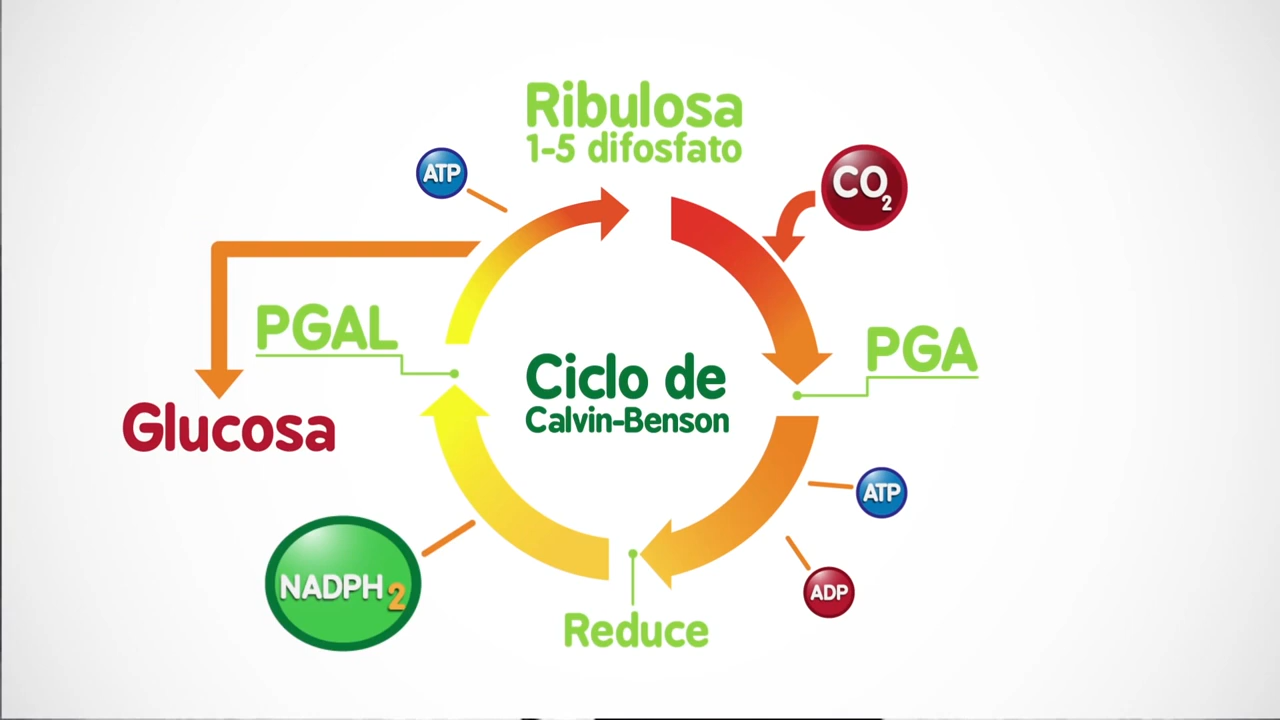 Ribulosa
1-5 difosfato
ATP
CO2
PGAL
PGA
Ciclo de
Calvin-Benson
Glucosa
ATP
NADPH2
ADP
Reduce